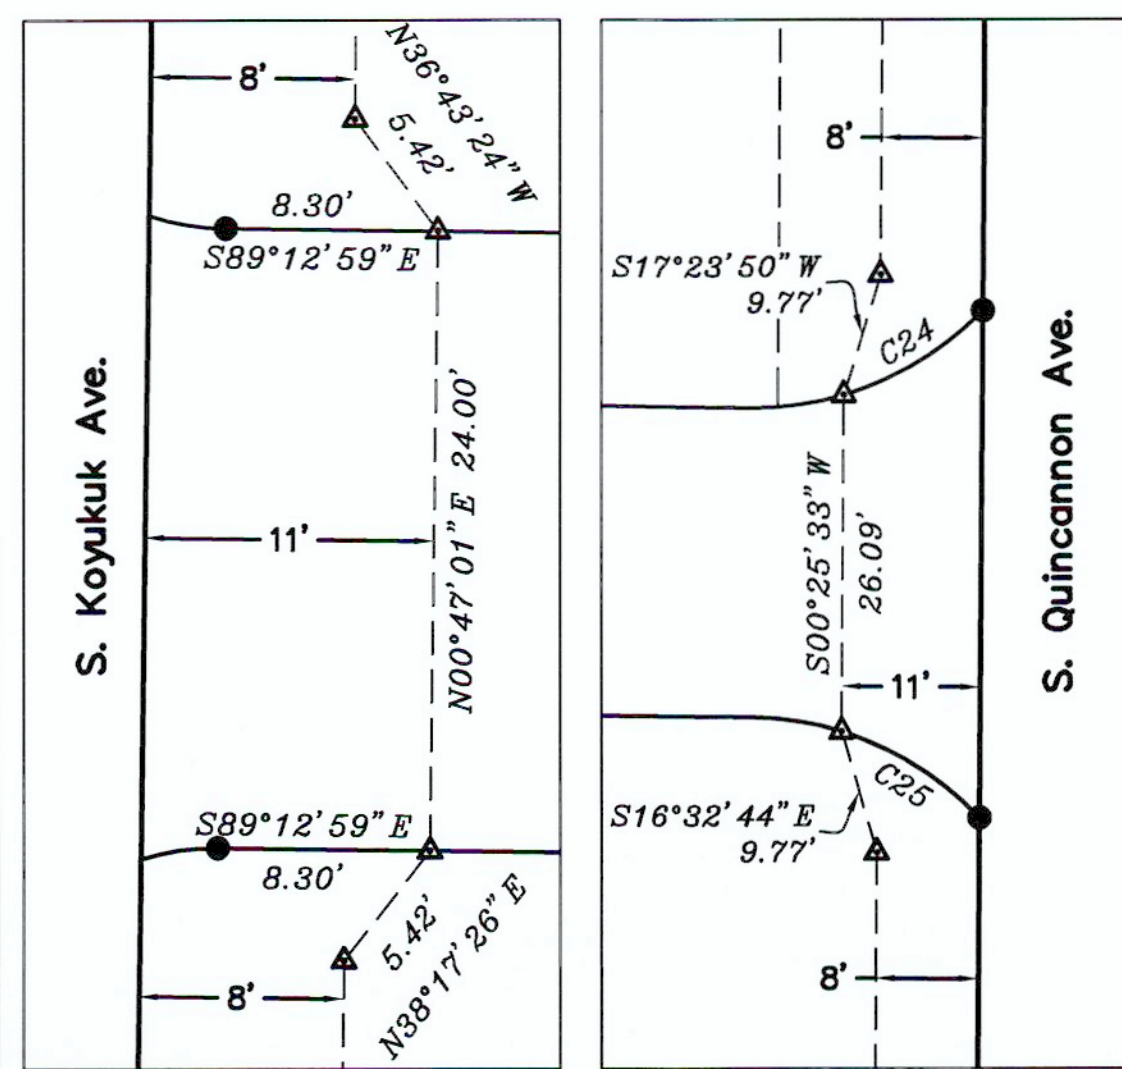 8'
N36°43'24" W
5.42'
8.30'
S89°12'59" E
S. Koyukuk Ave.
N00°47'01" E 24.00'
11'
S89°12'59" E
8.30'
5.42'
N38°17'26" E
8'
8'
S17°23'50" W
9.77'
C24
S00°25'33" W
26.09'
S. Quincannon Ave.
11'
C25
S16°32'44" E
9.77'
8'